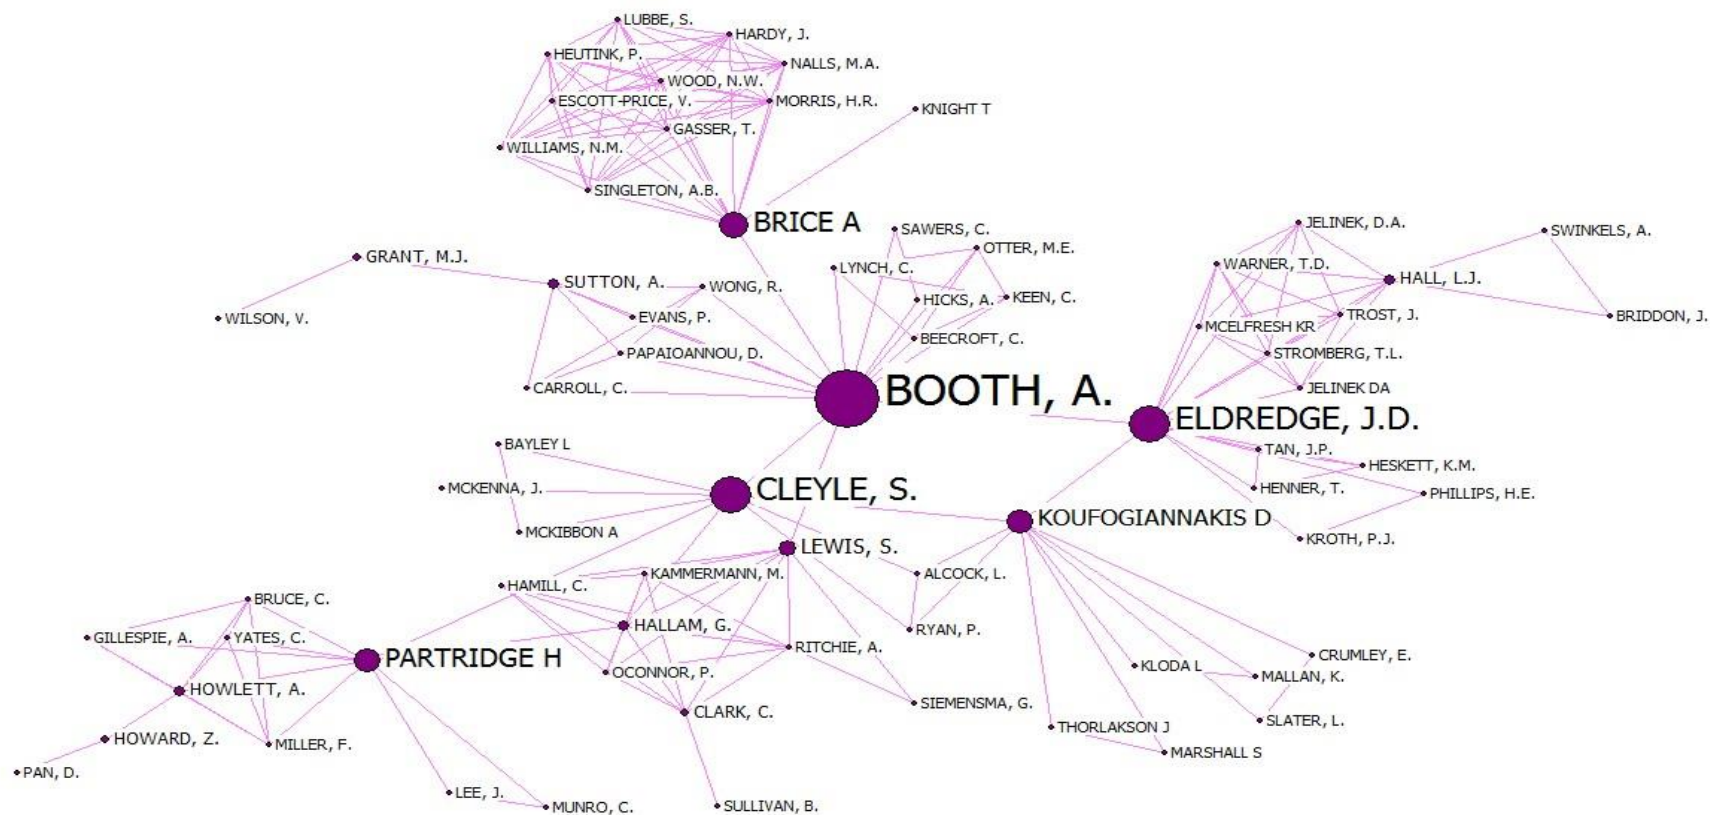 LUBBE, S.
HARDY, J.
HEUTINK, P.
NALLS, M.A.
WOOD, N.W.
ESCOTT-PRICE, V.
MORRIS, H.R.
KNIGHT T
GASSER, T.
WILLIAMS, N.M.
SINGLETON, A.B.
BRICE A
SAWERS, C.
JELINEK, D.A.
SWINKELS, A.
OTTER, M.E.
GRANT, M.J.
LYNCH, C.
WARNER, T.D.
HALL, L.J.
SUTTON, A.
WONG, R.
HICKS, A.
KEEN, C.
WILSON, V.
EVANS, P.
TROST, J.
BRIDDON, J.
MCELFRESH KR
BEECROFT, C.
PAPAIOANNOU, D.
STROMBERG, T.L.
CARROLL, C.
BOOTH, A.
JELINEK DA
ELDREDGE, J.D.
BAYLEY L
TAN, J.P.
HESKETT, K.M.
MCKENNA, J.
CLEYLE, S.
HENNER, T.
PHILLIPS, H.E.
MCKIBBON A
KOUFOGIANNAKIS D
KROTH, P.J.
LEWIS, S.
KAMMERMANN, M.
ALCOCK, L.
HAMILL, C.
BRUCE, C.
HALLAM, G.
RYAN, P.
GILLESPIE, A.
YATES, C.
RITCHIE, A.
PARTRIDGE H
CRUMLEY, E.
KLODA L
OCONNOR, P.
MALLAN, K.
HOWLETT, A.
SIEMENSMA, G.
CLARK, C.
SLATER, L.
THORLAKSON J
HOWARD, Z.
MILLER, F.
MARSHALL S
PAN, D.
LEE, J.
MUNRO, C.
SULLIVAN, B.